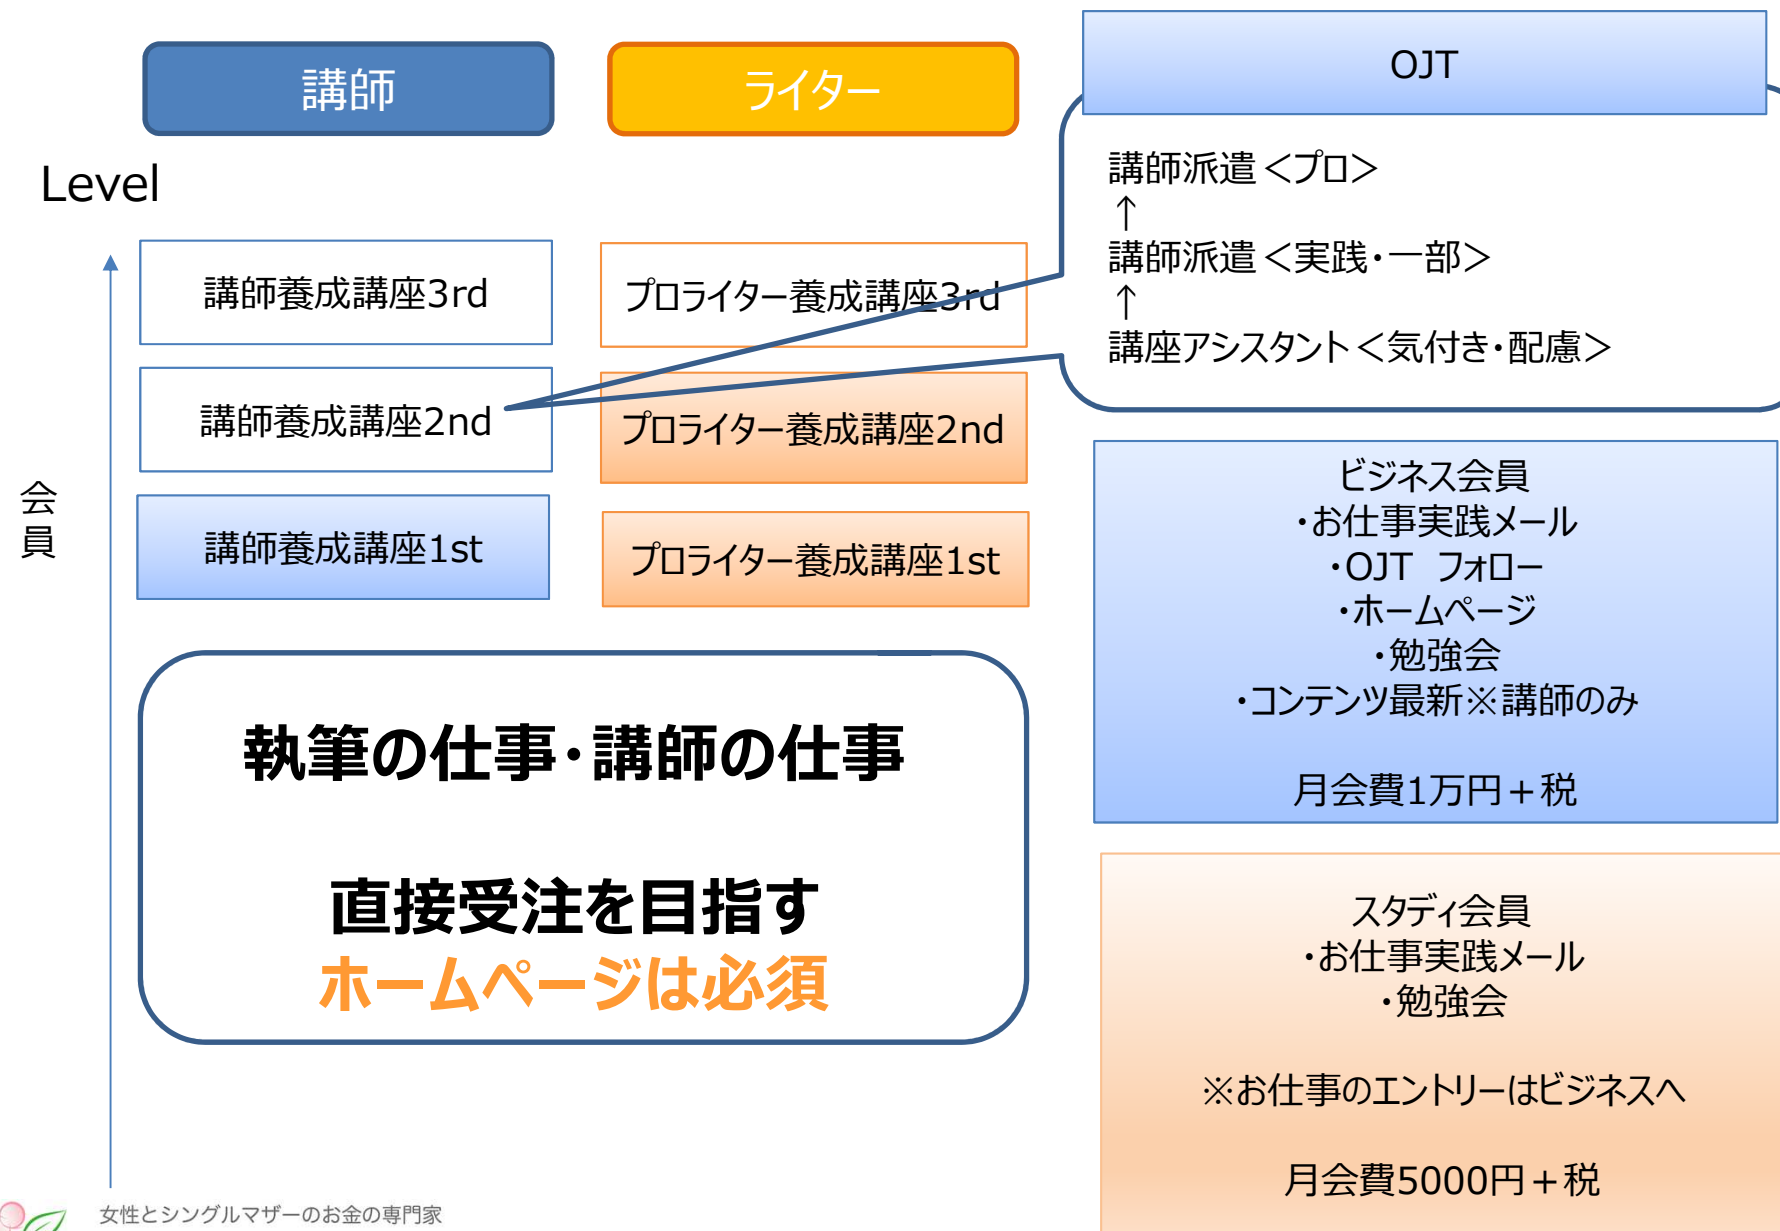 講師
ライター
Level
会員
講師養成講座3rd
講師養成講座2nd
講師養成講座1st
プロライター養成講座3rd
プロライター養成講座2nd
プロライター養成講座1st
執筆の仕事・講師の仕事
直接受注を目指す
ホームページは必須
OJT
講師派遣＜プロ＞
↑
講師派遣＜実践・一部＞
↑
講座アシスタント＜気付き・配慮＞
ビジネス会員
・お仕事実践メール
・OJT　フォロー
・ホームページ
・勉強会
・コンテンツ最新※講師のみ
月会費1万円＋税
スタディ会員
・お仕事実践メール
・勉強会
※お仕事のエントリーはビジネスへ
月会費5000円＋税
女性とシングルマザーのお金の専門家